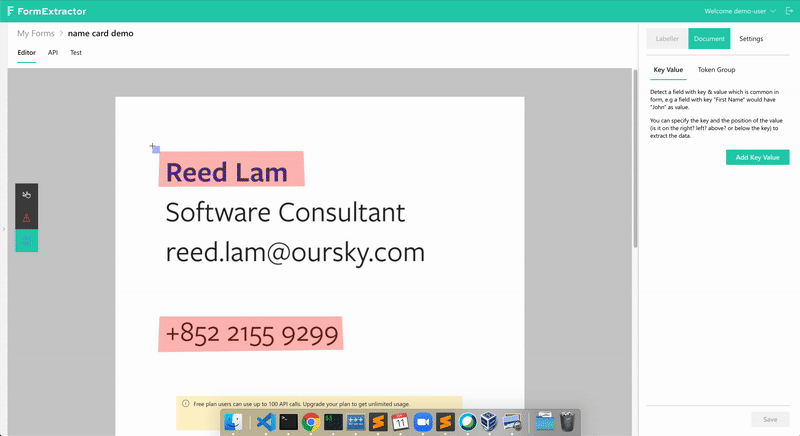 FormExtractor
Welcome demo-user
My Forms > name card demo
Editor API Test
Labeller Document Settings
Key Value Token Group
Detect a field with key & value which is common in
form, e.g a field with key "First Name" would have
"John" as value.
You can specify the key and the position of the value
(is it on the right? left? above? or below the key) to
extract the data.
Add Key Value
Reed Lam
Software Consultant
reed.lam@oursky.com
+852 2155 9299
Free plan users can use up to 100 API calls. Upgrade your plan to get unlimited usage.
11
Save